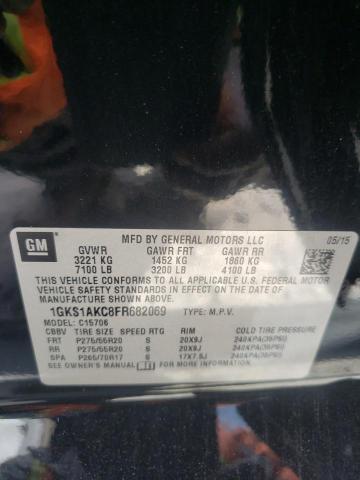 GM
MFD BY GENERAL MOTORS LLC
05/15
GVWR GAWR FRT GAWR RR
3221 KG 1452 KG 1860 KG
7100 LB 3200 LB 4100 LB
THIS VEHICLE CONFORMS TO ALL APPLICABLE U.S. FEDERAL MOTOR
VEHICLE SAFETY STANDARDS IN EFFECT ON THE DATE OF
MANUFACTURE SHOWN ABOVE.
1GKS1AKC8FR682069 TYPE: M.P.V.
MODEL: C15706
CBBV TIRE SIZE SPEED RTG RIM COLD TIRE PRESSURE
FRT P275/55R20 S 20X9J 240KPA(35PSI)
RR P275/55R20 S 20X9J 240KPA(35PSI)
SPA P265/70R17 S 17X7.5J 240KPA(35PSI)
SEE OWNER'S MANUAL FOR ADDITIONAL INFORMATION.